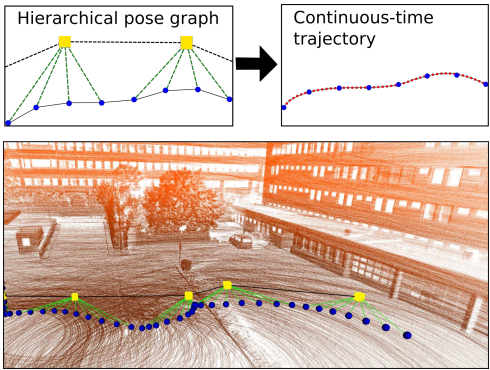 Hierarchical pose graph
Continuous-time
trajectory